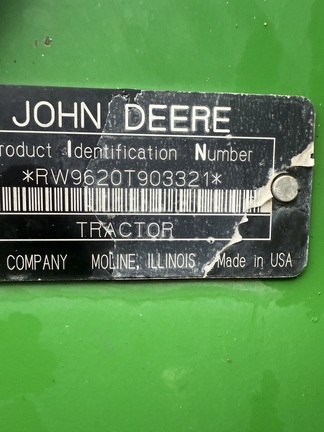 JOHN DEERE
roduct Identification Number
*RW9620T903321*
TRACTOR
COMPANY MOLINE, ILLINOIS Made in USA